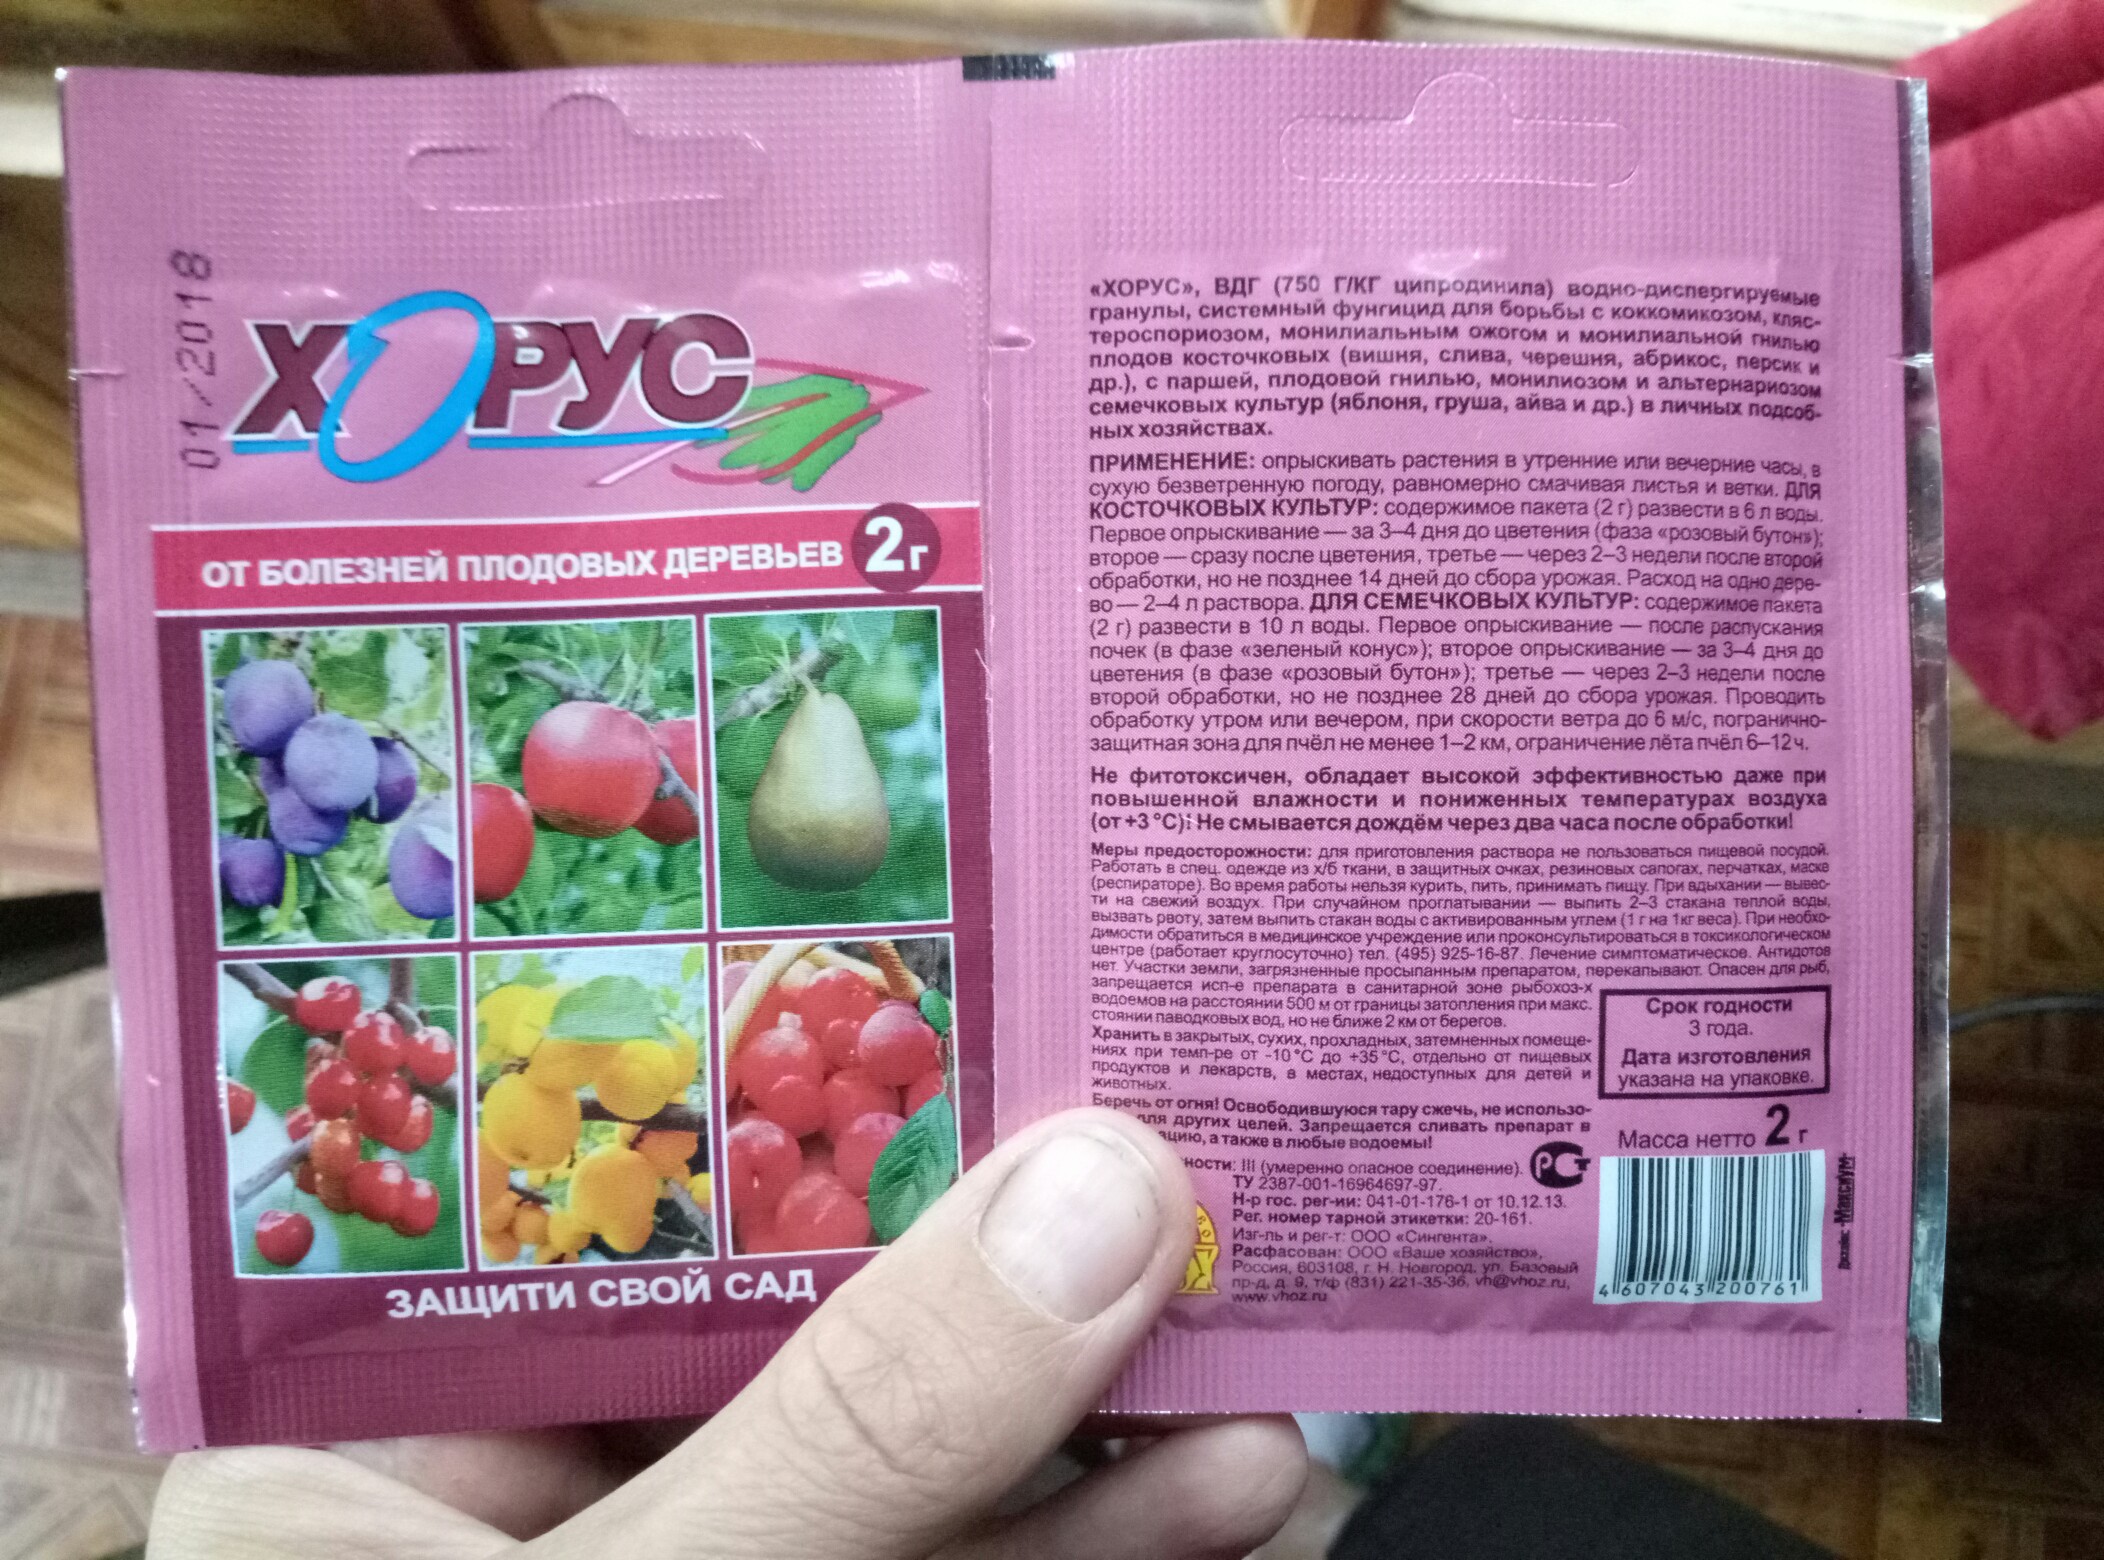 01/2018
ХОРУС
ОТ БОЛЕЗНЕЙ ПЛОДОВЫХ ДЕРЕВЬЕВ 2г
ЗАЩИТИ СВОЙ САД
«ХОРУС», ВДГ (750 Г/КГ ципродинила) водно-диспергируемые
гранулы, системный фунгицид для борьбы с коккомикозом, кляс-
тероспориозом, монилиальным ожогом и монилиальной гнилью
плодов косточковых (вишня, слива, черешня, абрикос, персик и
др.), с паршей, плодовой гнилью, монилиозом и альтернариозом
семечковых культур (яблоня, груша, айва и др.) в личных подсоб-
ных хозяйствах.
ПРИМЕНЕНИЕ: опрыскивать растения в утренние или вечерние часы, в
сухую безветренную погоду, равномерно смачивая листья и ветки. ДЛЯ
КОСТОЧКОВЫХ КУЛЬТУР: содержимое пакета (2 г) развести в 6 л воды.
Первое опрыскивание — за 3–4 дня до цветения (фаза «розовый бутон»);
второе — сразу после цветения, третье — через 2–3 недели после второй
обработки, но не позднее 14 дней до сбора урожая. Расход на одно дере-
во — 2–4 л раствора. ДЛЯ СЕМЕЧКОВЫХ КУЛЬТУР: содержимое пакета
(2 г) развести в 10 л воды. Первое опрыскивание — после распускания
почек (в фазе «зеленый конус»); второе опрыскивание — за 3–4 дня до
цветения (в фазе «розовый бутон»); третье — через 2–3 недели после
второй обработки, но не позднее 28 дней до сбора урожая. Проводить
обработку утром или вечером, при скорости ветра до 6 м/с, погранично-
защитная зона для пчёл не менее 1–2 км, ограничение лёта пчёл 6–12 ч.
Не фитотоксичен, обладает высокой эффективностью даже при
повышенной влажности и пониженных температурах воздуха
(от +3 °С)! Не смывается дождём через два часа после обработки!
Меры предосторожности: для приготовления раствора не пользоваться пищевой посудой.
Работать в спец. одежде из х/б ткани, в защитных очках, резиновых сапогах, перчатках, маске
(респираторе). Во время работы нельзя курить, пить, принимать пищу. При вдыхании — вывес-
ти на свежий воздух. При случайном проглатывании — выпить 2–3 стакана теплой воды,
вызвать рвоту, затем выпить стакан воды с активированным углем (1 г на 1кг веса). При необхо-
димости обратиться в медицинское учреждение или проконсультироваться в токсикологическом
центре (работает круглосуточно) тел. (495) 925-16-87. Лечение симптоматическое. Антидотов
нет. Участки земли, загрязненные просыпанным препаратом, перекапывают. Опасен для рыб,
запрещается исп-е препарата в санитарной зоне рыбохоз-х
водоемов на расстоянии 500 м от границы затопления при макс.
стоянии паводковых вод, но не ближе 2 км от берегов.
Хранить в закрытых, сухих, прохладных, затемненных помеще-
ниях при темп-ре от -10 °С до +35 °С, отдельно от пищевых
продуктов и лекарств, в местах, недоступных для детей и
животных.
Беречь от огня! Освободившуюся тару сжечь, не использо-
для других целей. Запрещается сливать препарат в
ацию, а также в любые водоемы!
ности: III (умеренно опасное соединение).
ТУ 2387-001-16964697-97.
Н-р гос. рег-ии: 041-01-176-1 от 10.12.13.
Рег. номер тарной этикетки: 20-161.
Изг-ль и рег-т: ООО «Сингента».
Расфасован: ООО «Ваше хозяйство»,
Россия, 603108, г. Н. Новгород, ул. Базовый
пр-д, д. 9, т/ф (831) 221-35-36, vh@vhoz.ru,
www.vhoz.ru
Срок годности
3 года.
Дата изготовления
указана на упаковке.
Масса нетто 2 г
РСТ
4 607043 200761
Дизайн: Максиум